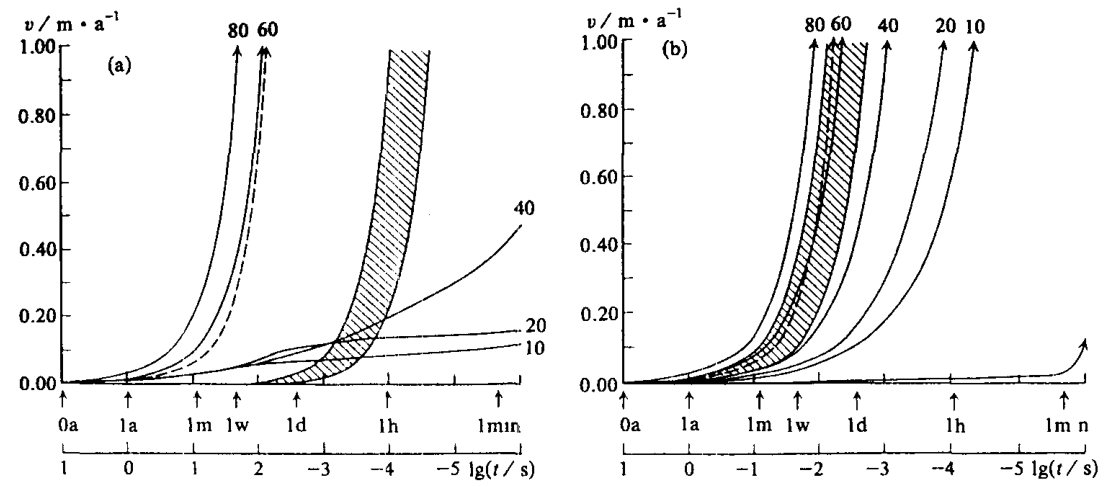 v / m · a⁻¹
80 60
1.00
(a)
0.80
0.60
0.40
0.20
0.00
40
20
10
0a 1a 1m 1w 1d 1h 1min
1 0 1 2 −3 −4 −5 lg(t / s)
v / m · a⁻¹
80 60 40 20 10
1.00
(b)
0.80
0.60
0.40
0.20
0.00
0a 1a 1m 1w 1d 1h 1m n
1 0 −1 −2 −3 −4 −5 lg(t / s)